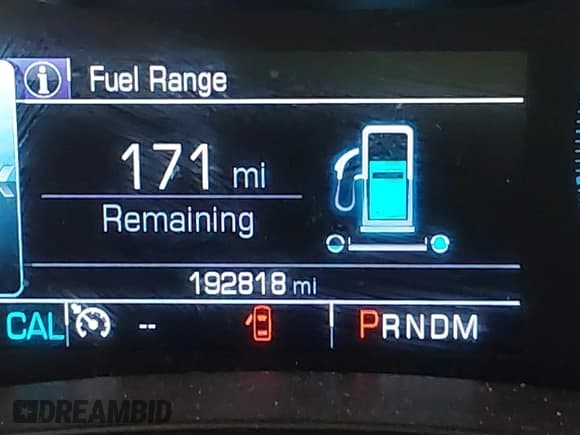 Fuel Range
171 mi
Remaining
192818 mi
CAL -- PRNDM
DREAMBID